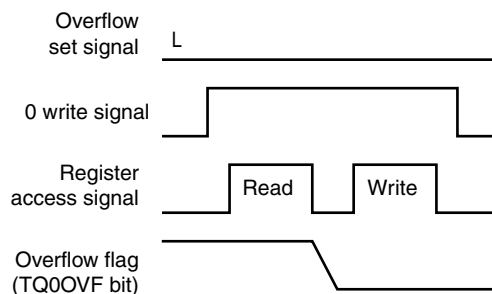 Overflow
set signal
L
0 write signal
Register
access signal
Read
Write
Overflow flag
(TQ0OVF bit)